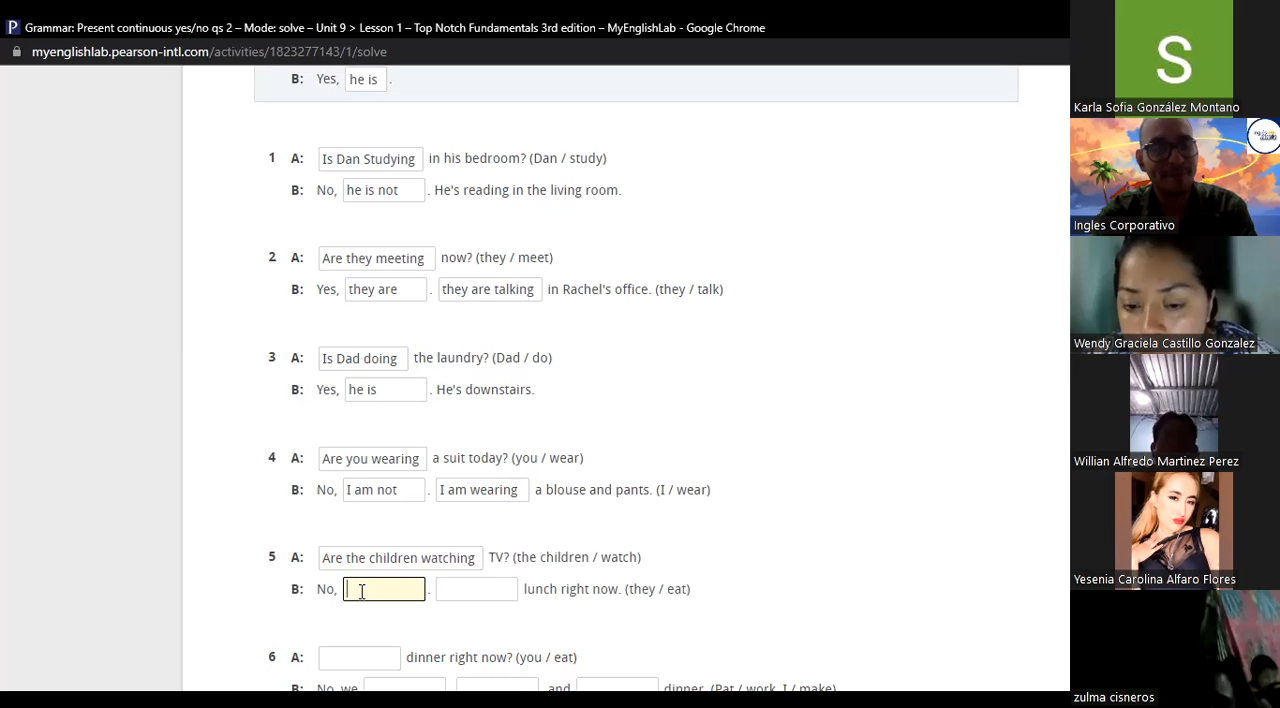 Grammar: Present continuous yes/no qs 2 – Mode: solve – Unit 9 > Lesson 1 – Top Notch Fundamentals 3rd edition – MyEnglishLab - Google Chrome
myenglishlab.pearson-intl.com/activities/1823277143/1/solve
B: Yes, he is .
1 A: Is Dan Studying in his bedroom? (Dan / study)
B: No, he is not . He's reading in the living room.
2 A: Are they meeting now? (they / meet)
B: Yes, they are . they are talking in Rachel's office. (they / talk)
3 A: Is Dad doing the laundry? (Dad / do)
B: Yes, he is . He's downstairs.
4 A: Are you wearing a suit today? (you / wear)
B: No, I am not . I am wearing a blouse and pants. (I / wear)
5 A: Are the children watching TV? (the children / watch)
B: No, . lunch right now. (they / eat)
6 A: dinner right now? (you / eat)
B: No, we . and dinner. (Pat / work, I / make)
S
Karla Sofia González Montano
Ingles Corporativo
Wendy Graciela Castillo Gonzalez
Willian Alfredo Martinez Perez
Yesenia Carolina Alfaro Flores
zulma cisneros